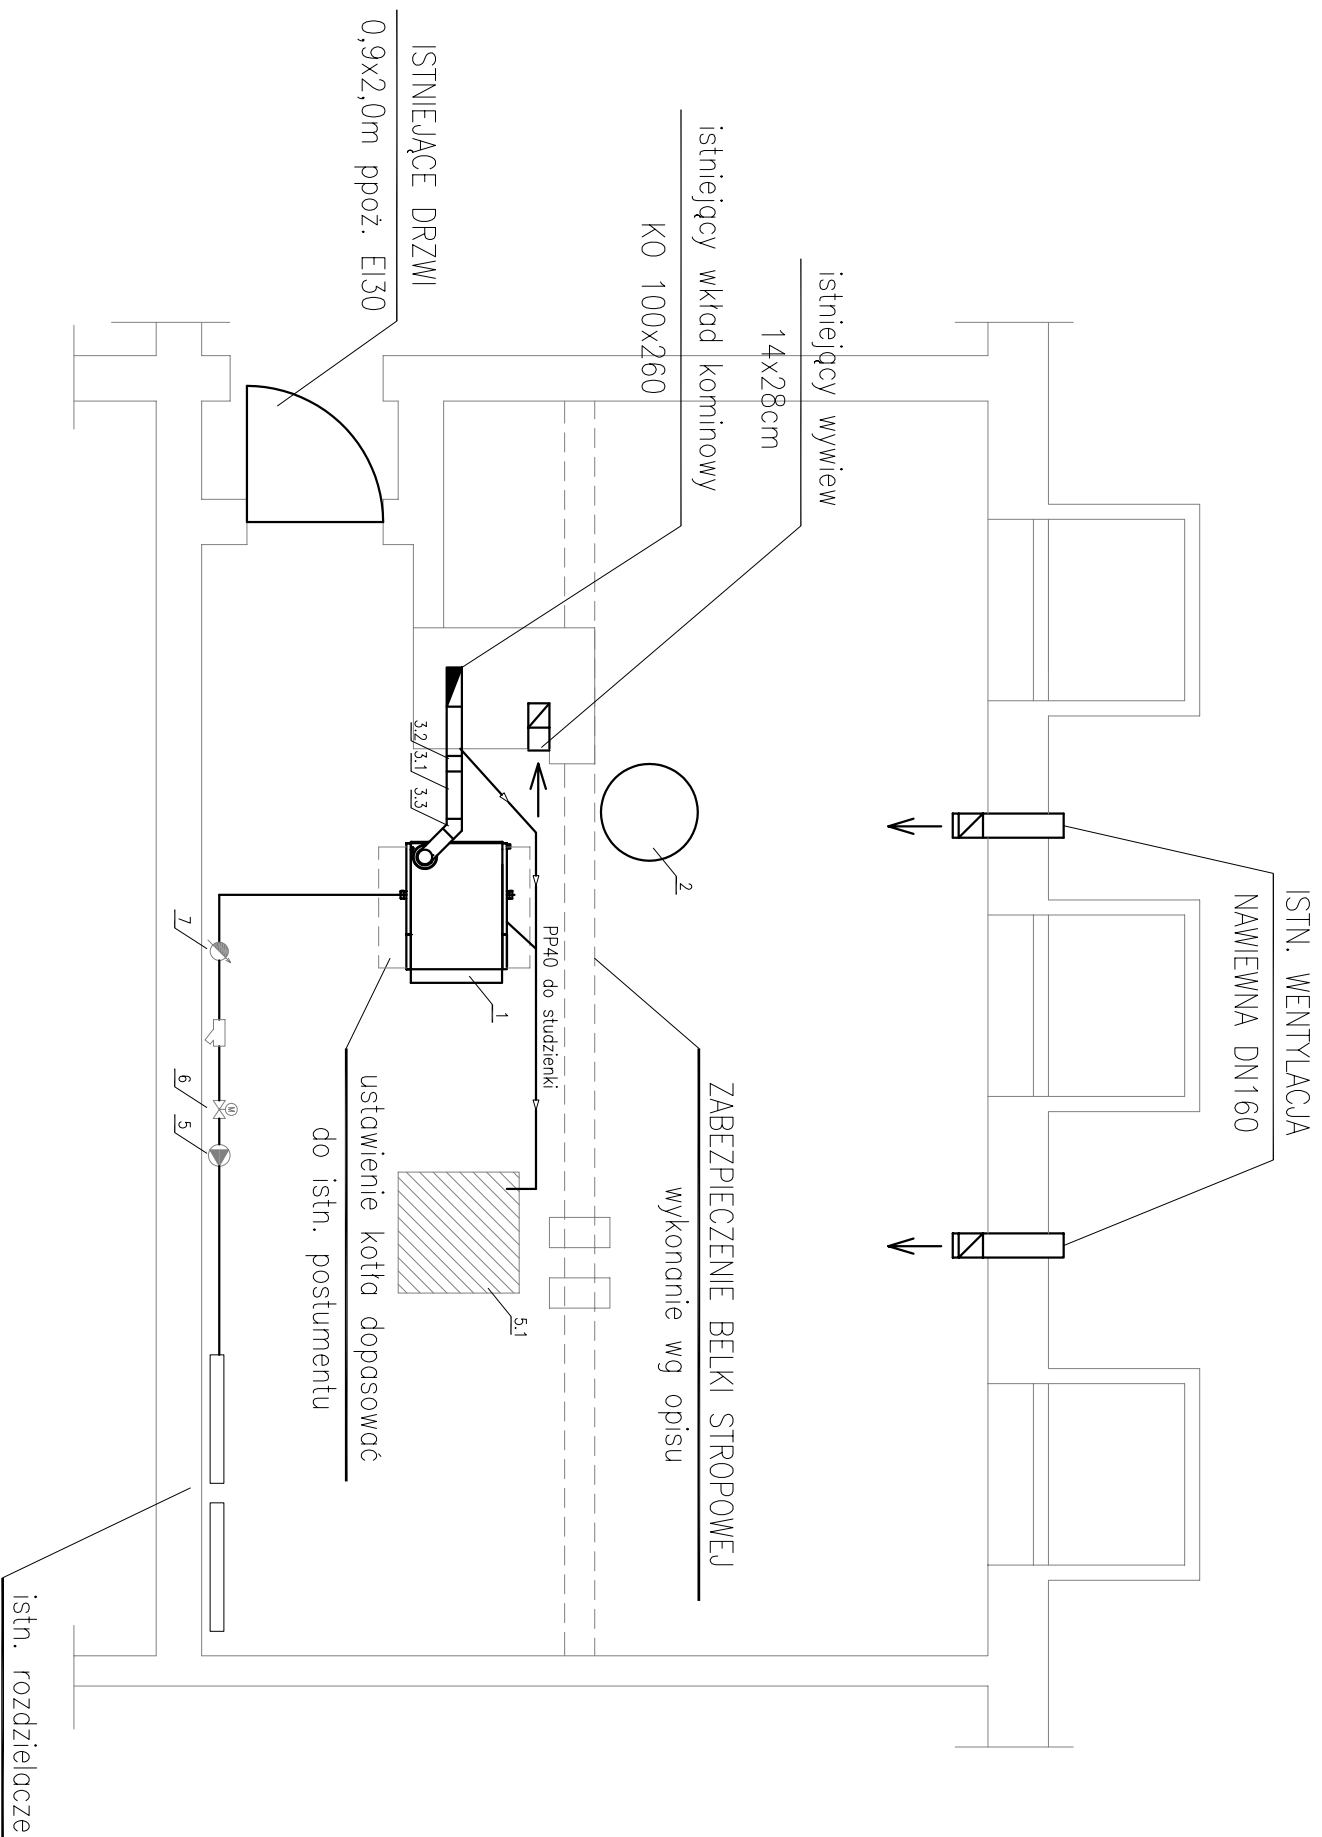 ISTNIEJĄCE DRZWI
0,9x2,0m ppoż. EI30
istniejący wkład kominowy
KO 100x260
istniejący wywiew
14x28cm
ISTN. WENTYLACJA
NAWIEWNA DN160
2
3.2
3.1
3.3
1
PP40 do studzienki
7
6
M
5
5.1
ZABEZPIECZENIE BELKI STROPOWEJ
wykonanie wg opisu
ustawienie kotła dopasować
do istn. postumentu
istn. rozdzielacze